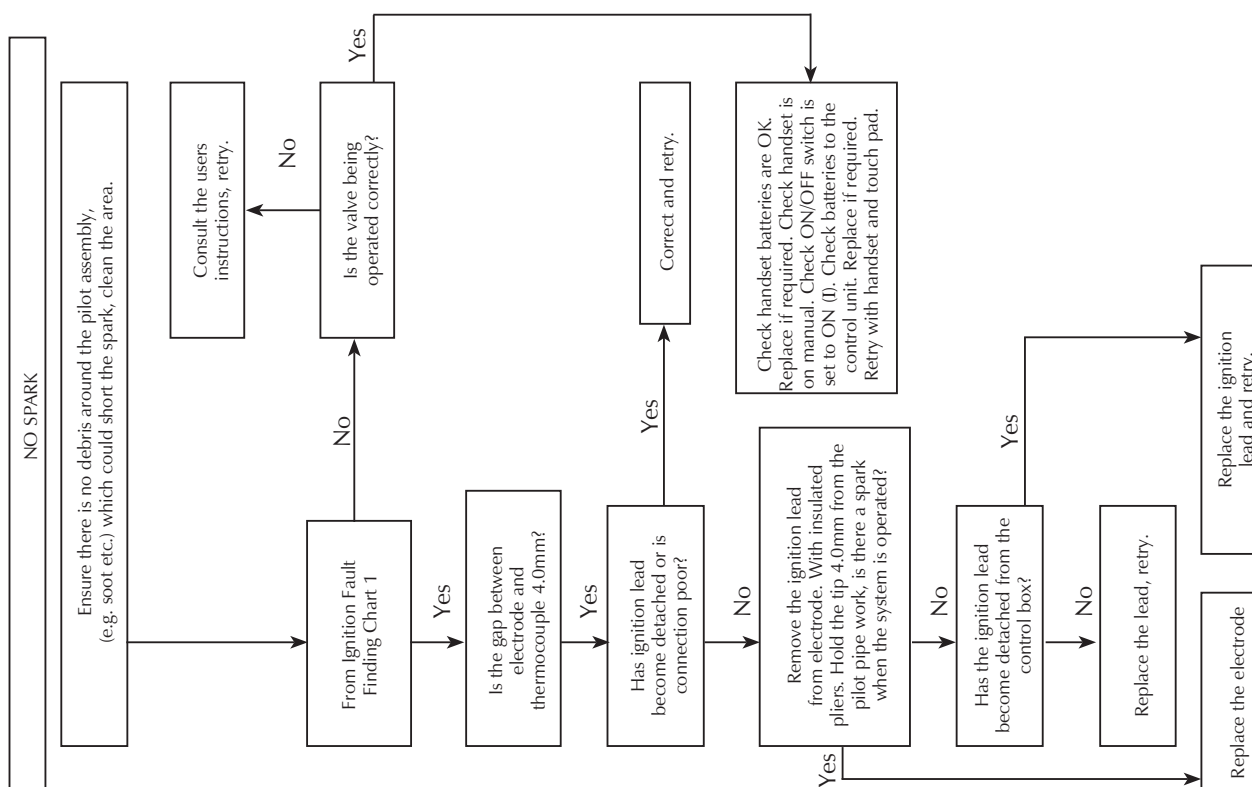 NO SPARK
Ensure there is no debris around the pilot assembly,
(e.g. soot etc.) which could short the spark, clean the area.
From Ignition Fault
Finding Chart 1
No
Is the valve being
operated correctly?
No
Consult the users
instructions, retry.
Yes
Check handset batteries are OK.
Replace if required. Check handset is
on manual. Check ON/OFF switch is
set to ON (I). Check batteries to the
control unit. Replace if required.
Retry with handset and touch pad.
Yes
Is the gap between
electrode and
thermocouple 4.0mm?
Yes
Has ignition lead
become detached or is
connection poor?
Yes
Correct and retry.
No
Remove the ignition lead
from electrode. With insulated
pliers. Hold the tip 4.0mm from the
pilot pipe work, is there a spark
when the system is operated?
Yes
Replace the electrode
No
Has the ignition lead
become detached from the
control box?
Yes
Replace the ignition
lead and retry.
No
Replace the lead, retry.